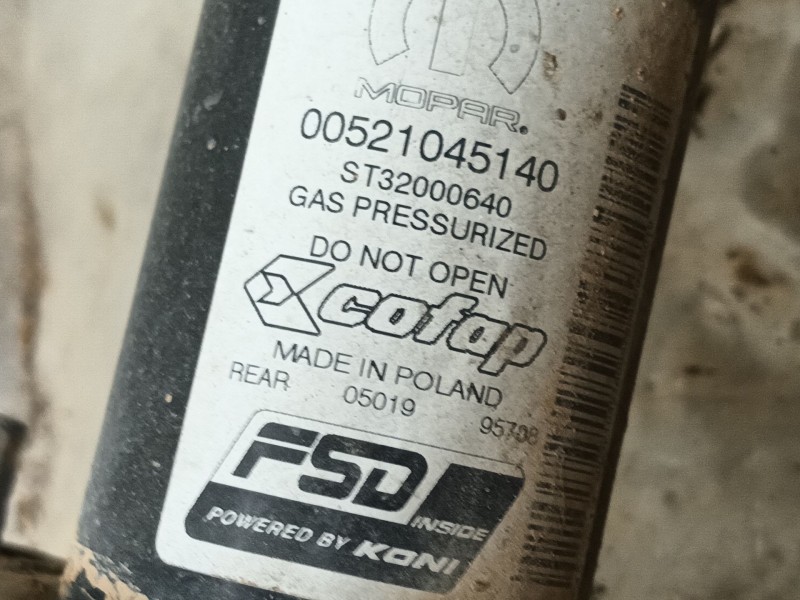 MOPAR®
00521045140
ST32000640
GAS PRESSURIZED
DO NOT OPEN
cofap
MADE IN POLAND
REAR 05019 95708
FSD INSIDE
POWERED BY KONI